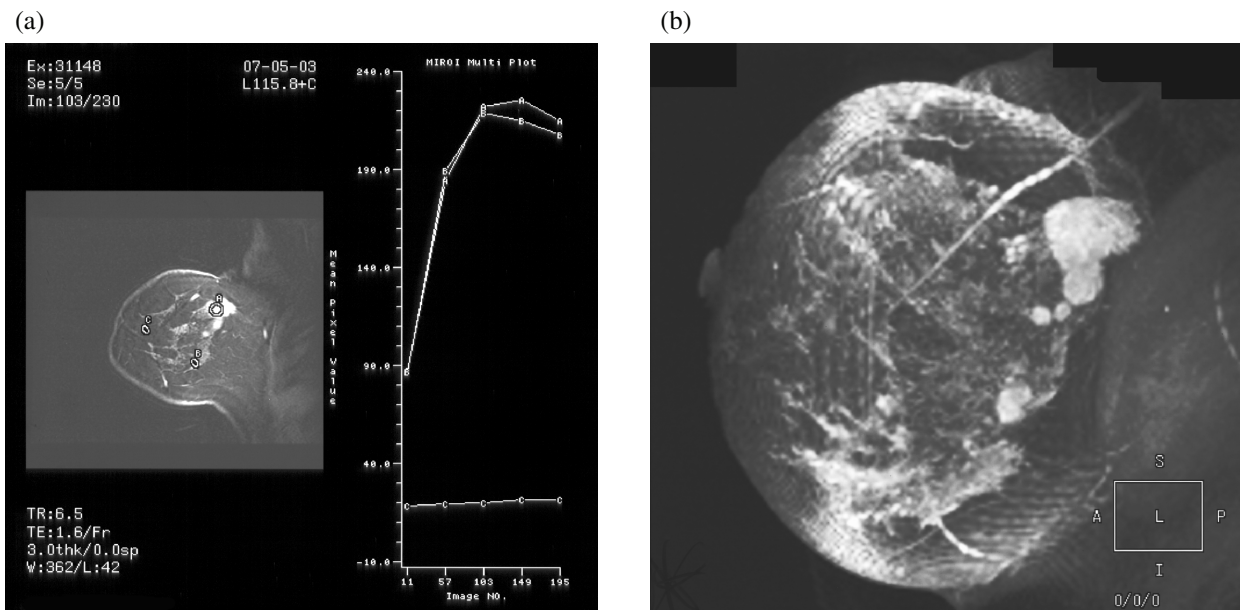 (a)
(b)
Ex:31148
Se:5/5
Im:103/230
07-05-03
L115.8+C
MIROI Multi Plot
240.0
190.0
140.0
90.0
40.0
-10.0
Mean Pixel Value
A
B
C
A
A
A
A
B
B
B
B
B
C
C
C
C
C
11
57
103
149
195
Image NO.
TR:6.5
TE:1.6/Fr
3.0thk/0.0sp
W:362/L:42
S
A
L
P
I
0/0/0